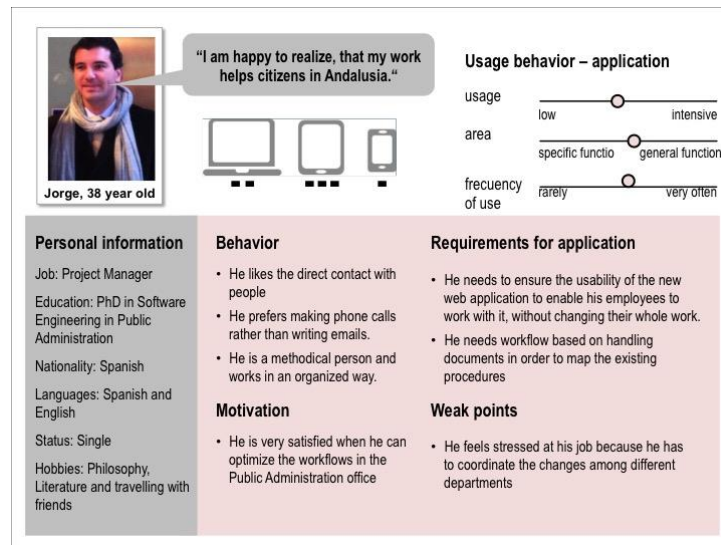 “I am happy to realize, that my work
helps citizens in Andalusia.“
Jorge, 38 year old
Usage behavior – application
usage
low
intensive
area
specific functio
general function
frecuency
of use
rarely
very often
Personal information
Job: Project Manager
Education: PhD in Software
Engineering in Public
Administration
Nationality: Spanish
Languages: Spanish and
English
Status: Single
Hobbies: Philosophy,
Literature and travelling with
friends
Behavior
• He likes the direct contact with
people
• He prefers making phone calls
rather than writing emails.
• He is a methodical person and
works in an organized way.
Motivation
• He is very satisfied when he can
optimize the workflows in the
Public Administration office
Requirements for application
• He needs to ensure the usability of the new
web application to enable his employees to
work with it, without changing their whole work.
• He needs workflow based on handling
documents in order to map the existing
procedures
Weak points
• He feels stressed at his job because he has
to coordinate the changes among different
departments